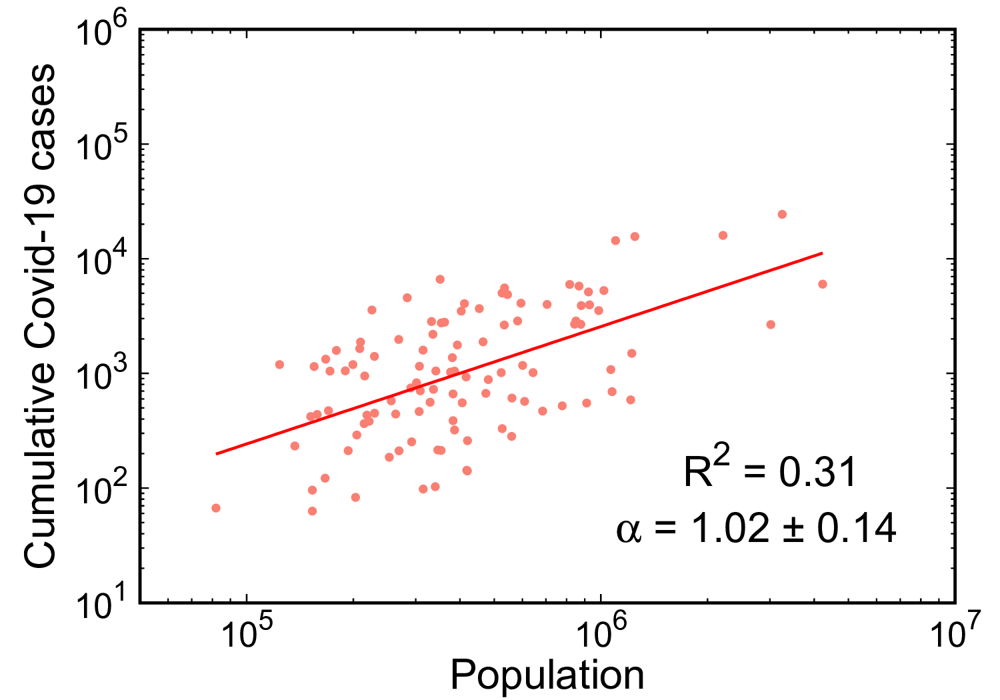 10^6
10^5
10^4
10^3
10^2
10^1
Cumulative Covid-19 cases
R^2 = 0.31
α = 1.02 ± 0.14
10^5 10^6 10^7
Population